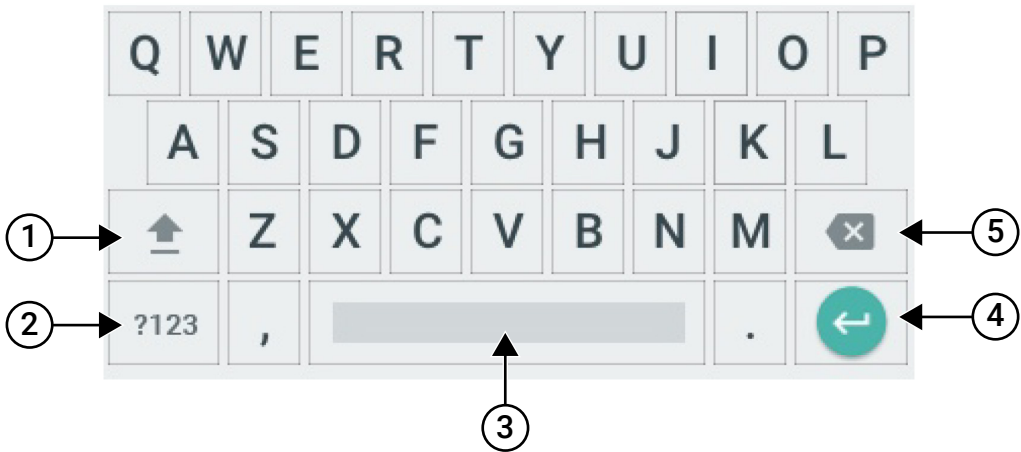 Q W E R T Y U I O P
A S D F G H J K L
1 Z X C V B N M 5
2 ?123 , . 4
3